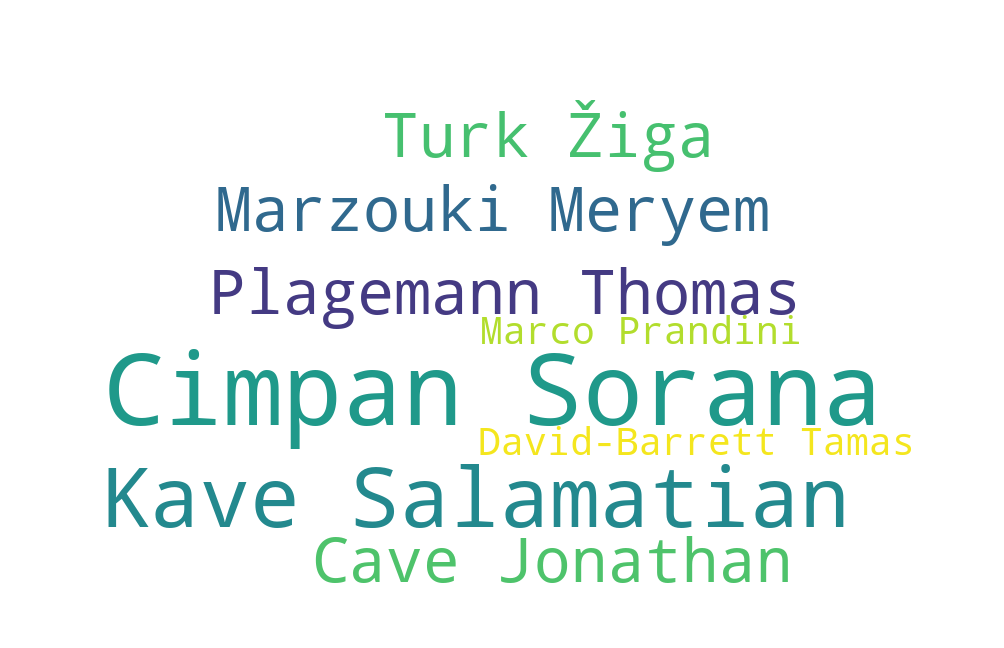 Turk Žiga
Marzouki Meryem
Plagemann Thomas
Marco Prandini
Cimpan Sorana
David-Barrett Tamas
Kave Salamatian
Cave Jonathan